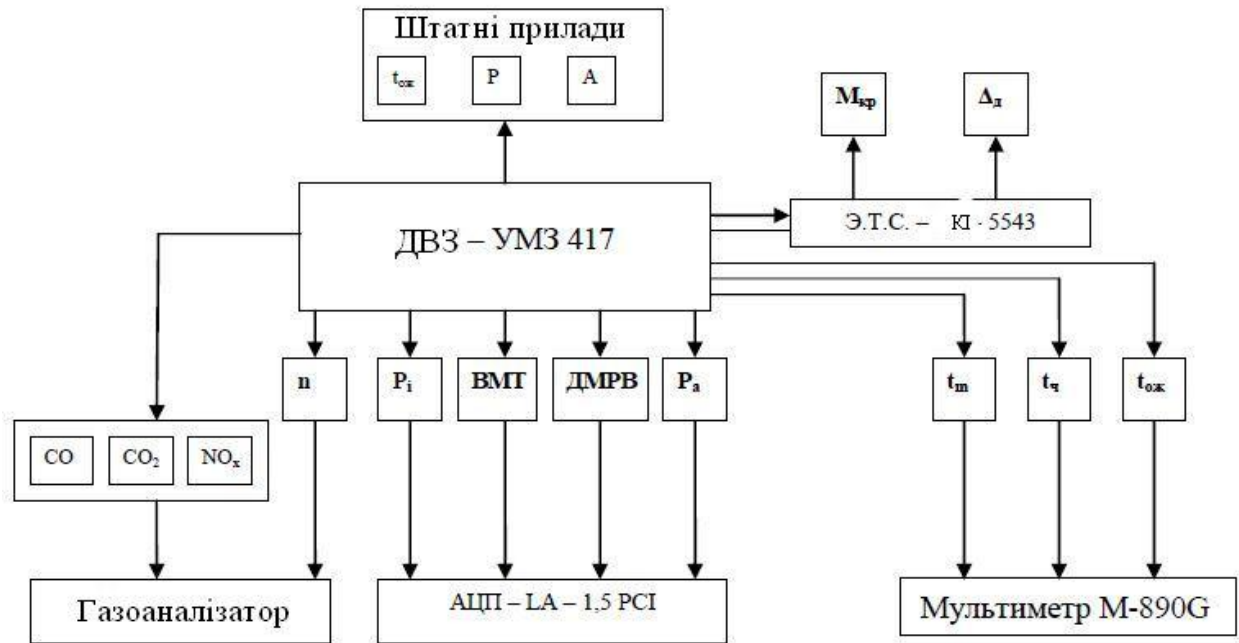 Штатні прилади
tож P A
Mкр Δд
ДВЗ – УМЗ 417
Э.Т.С. – КІ - 5543
n Pi ВМТ ДМРВ Pa tm tч tож
CO CO2 NOx
Газоаналізатор
АЦП – LA – 1,5 PCI
Мультиметр М-890G